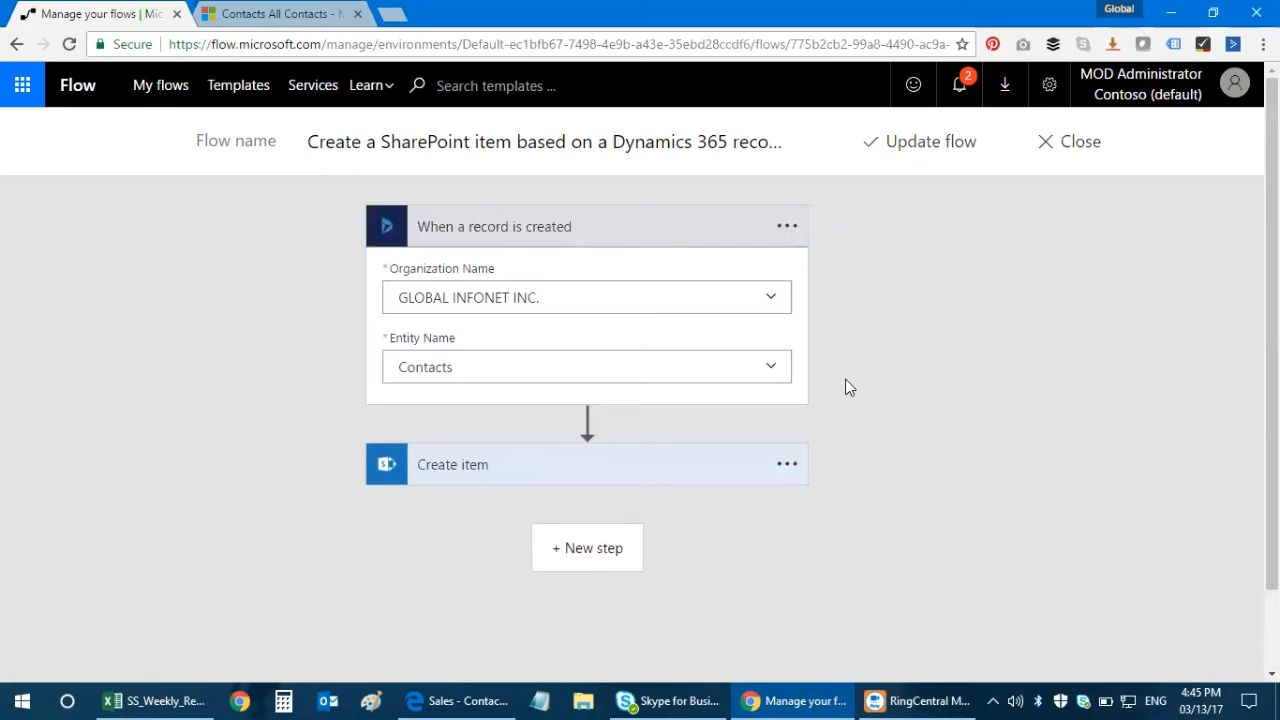 Manage your flows | Mic
Contacts All Contacts - M
Global
Secure
https://flow.microsoft.com/manage/environments/Default-ec1bfb67-7498-4e9b-a43e-35ebd28ccdf6/flows/775b2cb2-99a8-4490-ac9a-
Flow
My flows
Templates
Services
Learn
Search templates ...
2
MOD Administrator
Contoso (default)
Flow name
Create a SharePoint item based on a Dynamics 365 reco...
Update flow
Close
When a record is created
* Organization Name
GLOBAL INFONET INC.
* Entity Name
Contacts
Create item
+ New step
SS_Weekly_Re...
Sales - Contac...
Skype for Busi...
Manage your f...
RingCentral M...
ENG
4:45 PM
03/13/17